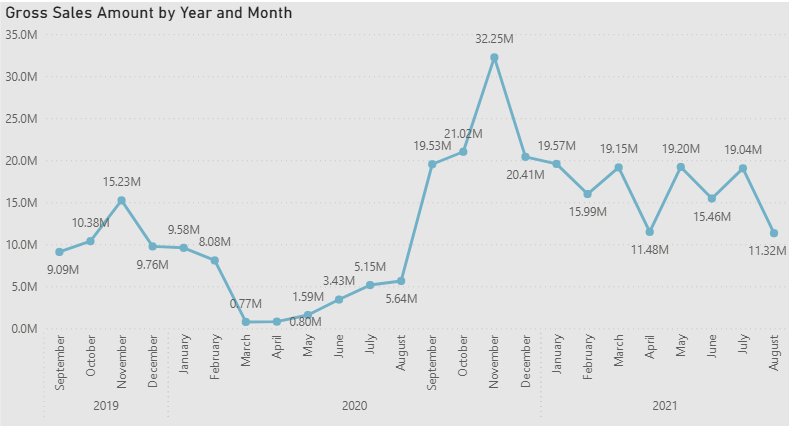 Gross Sales Amount by Year and Month
35.0M
30.0M
25.0M
20.0M
15.0M
10.0M
5.0M
0.0M
9.09M
10.38M
15.23M
9.76M
9.58M
8.08M
0.77M
0.80M
1.59M
3.43M
5.15M
5.64M
19.53M
21.02M
32.25M
20.41M
19.57M
15.99M
19.15M
11.48M
19.20M
15.46M
19.04M
11.32M
September
October
November
December
January
February
March
April
May
June
July
August
September
October
November
December
January
February
March
April
May
June
July
August
2019
2020
2021